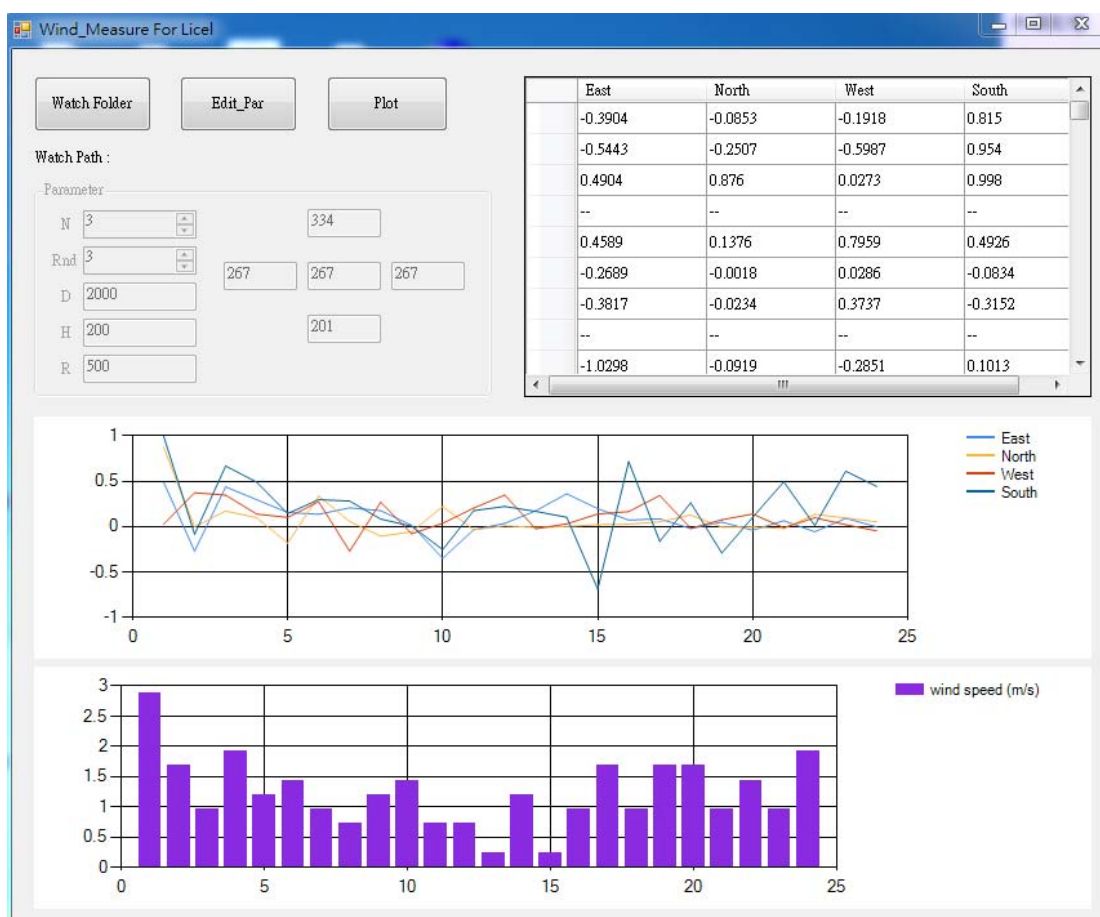 Wind_Measure For Licel
Watch Folder
Edit_Par
Plot
Watch Path :
Parameter
N 3
Rnd 3
D 2000
H 200
R 500
334
267 267 267
201
East North West South
-0.3904 -0.0853 -0.1918 0.815
-0.5443 -0.2507 -0.5987 0.954
0.4904 0.876 0.0273 0.998
-- -- -- --
0.4589 0.1376 0.7959 0.4926
-0.2689 -0.0018 0.0286 -0.0834
-0.3817 -0.0234 0.3737 -0.3152
-- -- -- --
-1.0298 -0.0919 -0.2851 0.1013
1
0.5
0
-0.5
-1
0 5 10 15 20 25
East
North
West
South
3
2.5
2
1.5
1
0.5
0
0 5 10 15 20 25
wind speed (m/s)